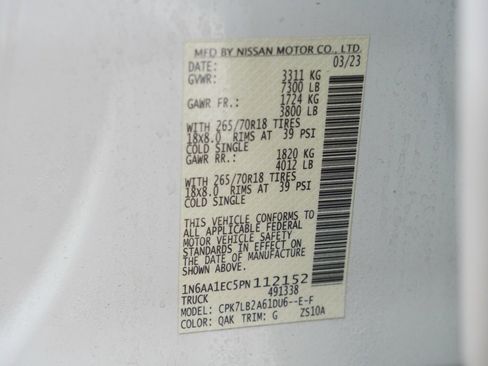 MFD BY NISSAN MOTOR CO., LTD.
DATE: 03/23
GVWR: 3311 KG
7300 LB
GAWR FR.: 1724 KG
3800 LB
WITH 265/70R18 TIRES
18x8.0 RIMS AT 39 PSI
COLD SINGLE
GAWR RR.: 1820 KG
4012 LB
WITH 265/70R18 TIRES
18x8.0 RIMS AT 39 PSI
COLD SINGLE
THIS VEHICLE CONFORMS TO
ALL APPLICABLE FEDERAL
MOTOR VEHICLE SAFETY
STANDARDS IN EFFECT ON
THE DATE OF MANUFACTURE
SHOWN ABOVE.
1N6AA1EC5PN112152
TRUCK 491338
MODEL: CPK7LB2A61DU6--E-F
COLOR: QAK TRIM: G ZS10A